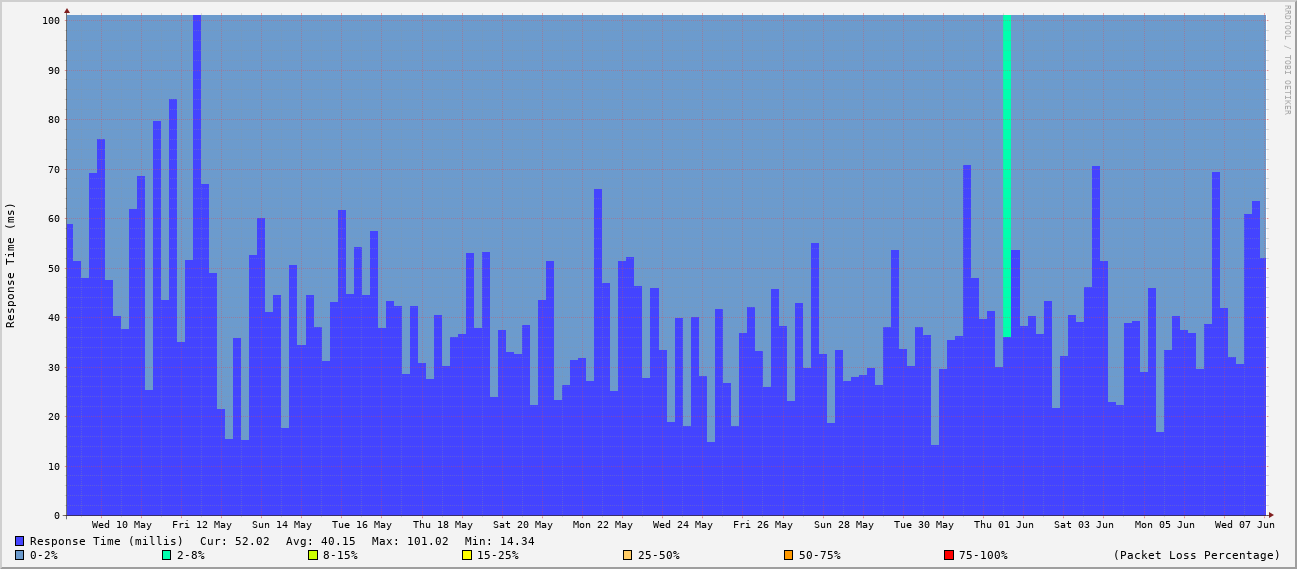 RRDTOOL / TOBI OETIKER
Response Time (ms)
100
90
80
70
60
50
40
30
20
10
0
Wed 10 May Fri 12 May Sun 14 May Tue 16 May Thu 18 May Sat 20 May Mon 22 May Wed 24 May Fri 26 May Sun 28 May Tue 30 May Thu 01 Jun Sat 03 Jun Mon 05 Jun Wed 07 Jun
Response Time (millis) Cur: 52.02 Avg: 40.15 Max: 101.02 Min: 14.34
0-2% 2-8% 8-15% 15-25% 25-50% 50-75% 75-100% (Packet Loss Percentage)